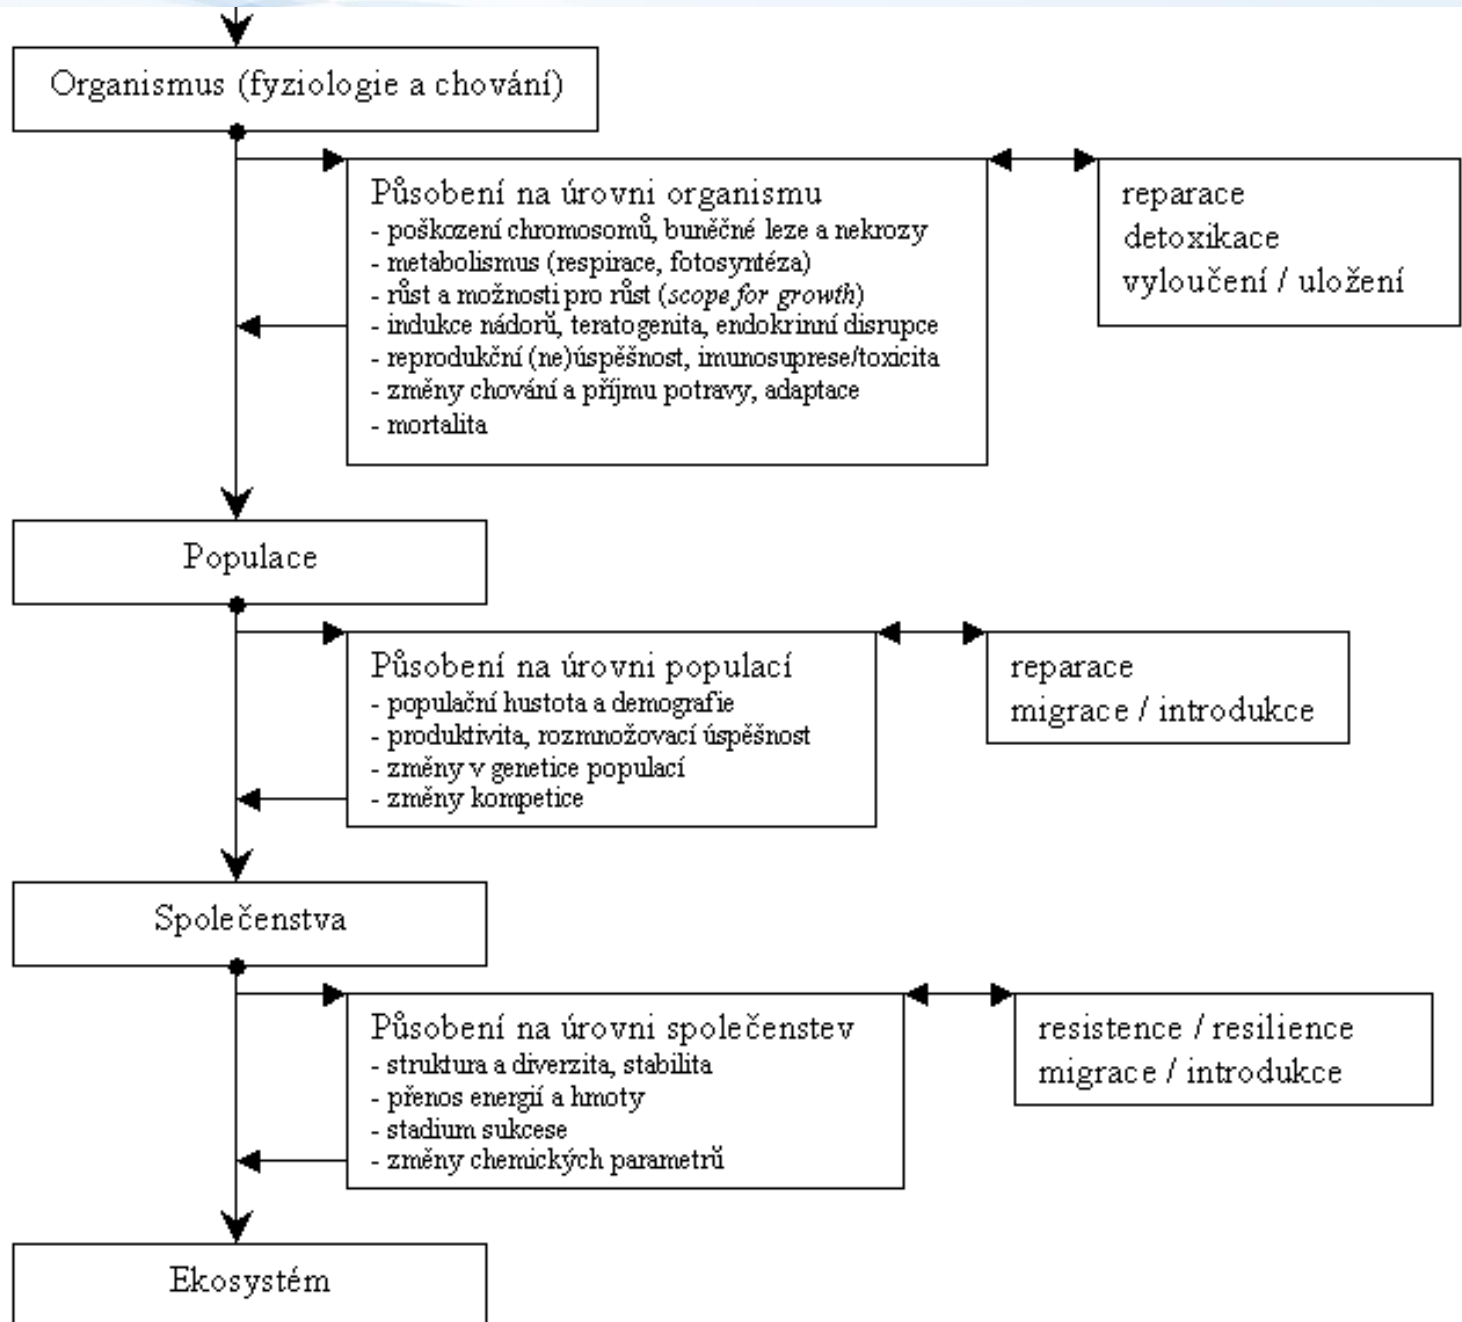 Organismus (fyziologie a chování)
Působení na úrovni organismu
- poškození chromosomů, buněčné leze a nekrozy
- metabolismus (respirace, fotosyntéza)
- růst a možnosti pro růst (scope for growth)
- indukce nádorů, teratogenita, endokrinní disrupce
- reprodukční (ne)úspěšnost, imunosuprese/toxicita
- změny chování a příjmu potravy, adaptace
- mortalita
reparace
detoxikace
vyloučení / uložení
Populace
Působení na úrovni populací
- populační hustota a demografie
- produktivita, rozmnožovací úspěšnost
- změny v genetice populací
- změny kompetice
reparace
migrace / introdukce
Společenstva
Působení na úrovni společenstev
- struktura a diverzita, stabilita
- přenos energií a hmoty
- stadium sukcese
- změny chemických parametrů
resistence / resilience
migrace / introdukce
Ekosystém